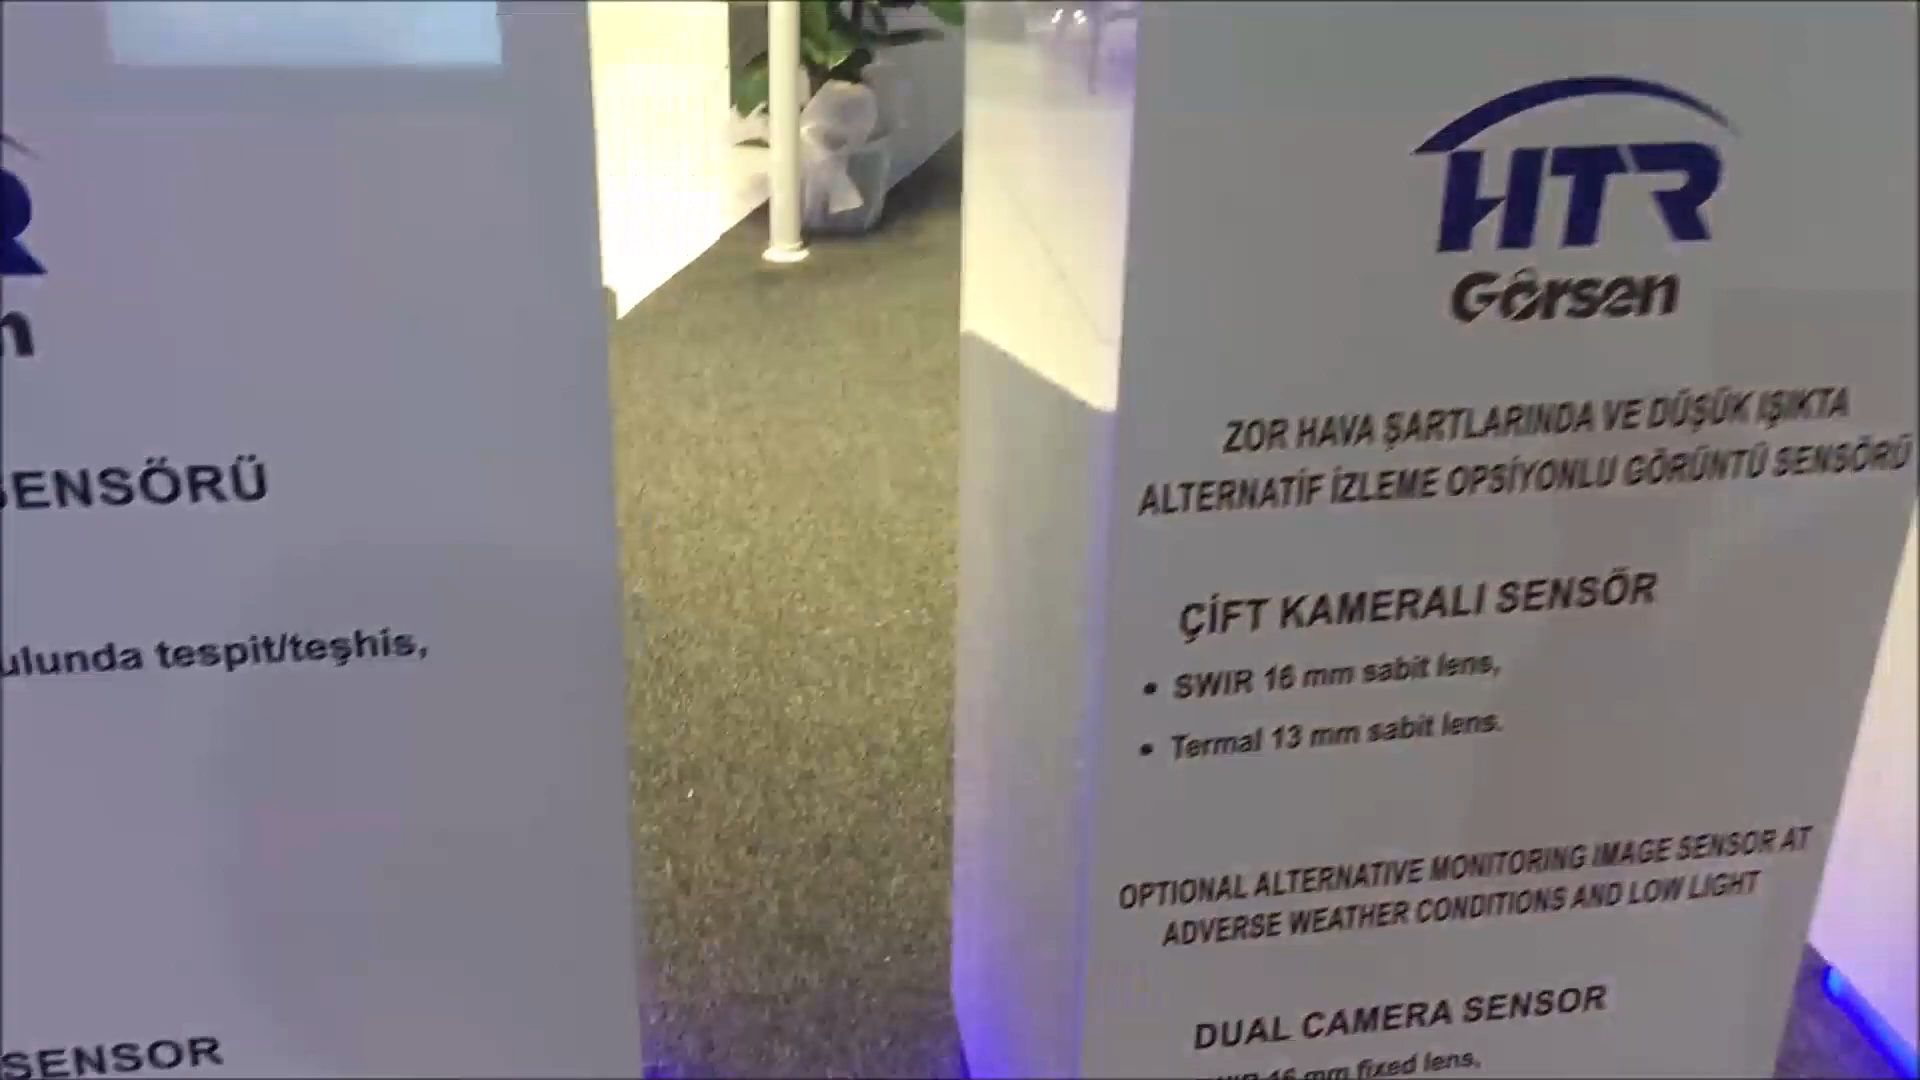 R
n
SENSÖRÜ
ulunda tespit/teşhis,
SENSOR
HTR
Görsen
ZOR HAVA ŞARTLARINDA VE DÜŞÜK IŞIKTA
ALTERNATİF İZLEME OPSİYONLU GÖRÜNTÜ SENSÖRÜ
ÇİFT KAMERALI SENSÖR
• SWIR 16 mm sabit lens,
• Termal 13 mm sabit lens.
OPTIONAL ALTERNATIVE MONITORING IMAGE SENSOR AT
ADVERSE WEATHER CONDITIONS AND LOW LIGHT
DUAL CAMERA SENSOR
SWIR 16 mm fixed lens,